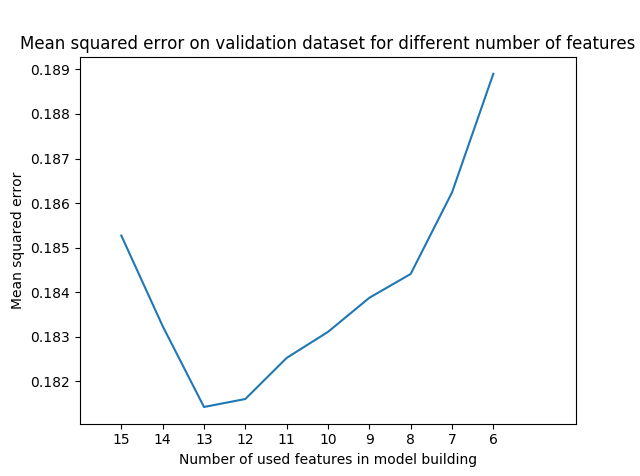 Mean squared error on validation dataset for different number of features
0.189
0.188
0.187
0.186
0.185
0.184
0.183
0.182
Mean squared error
15 14 13 12 11 10 9 8 7 6
Number of used features in model building